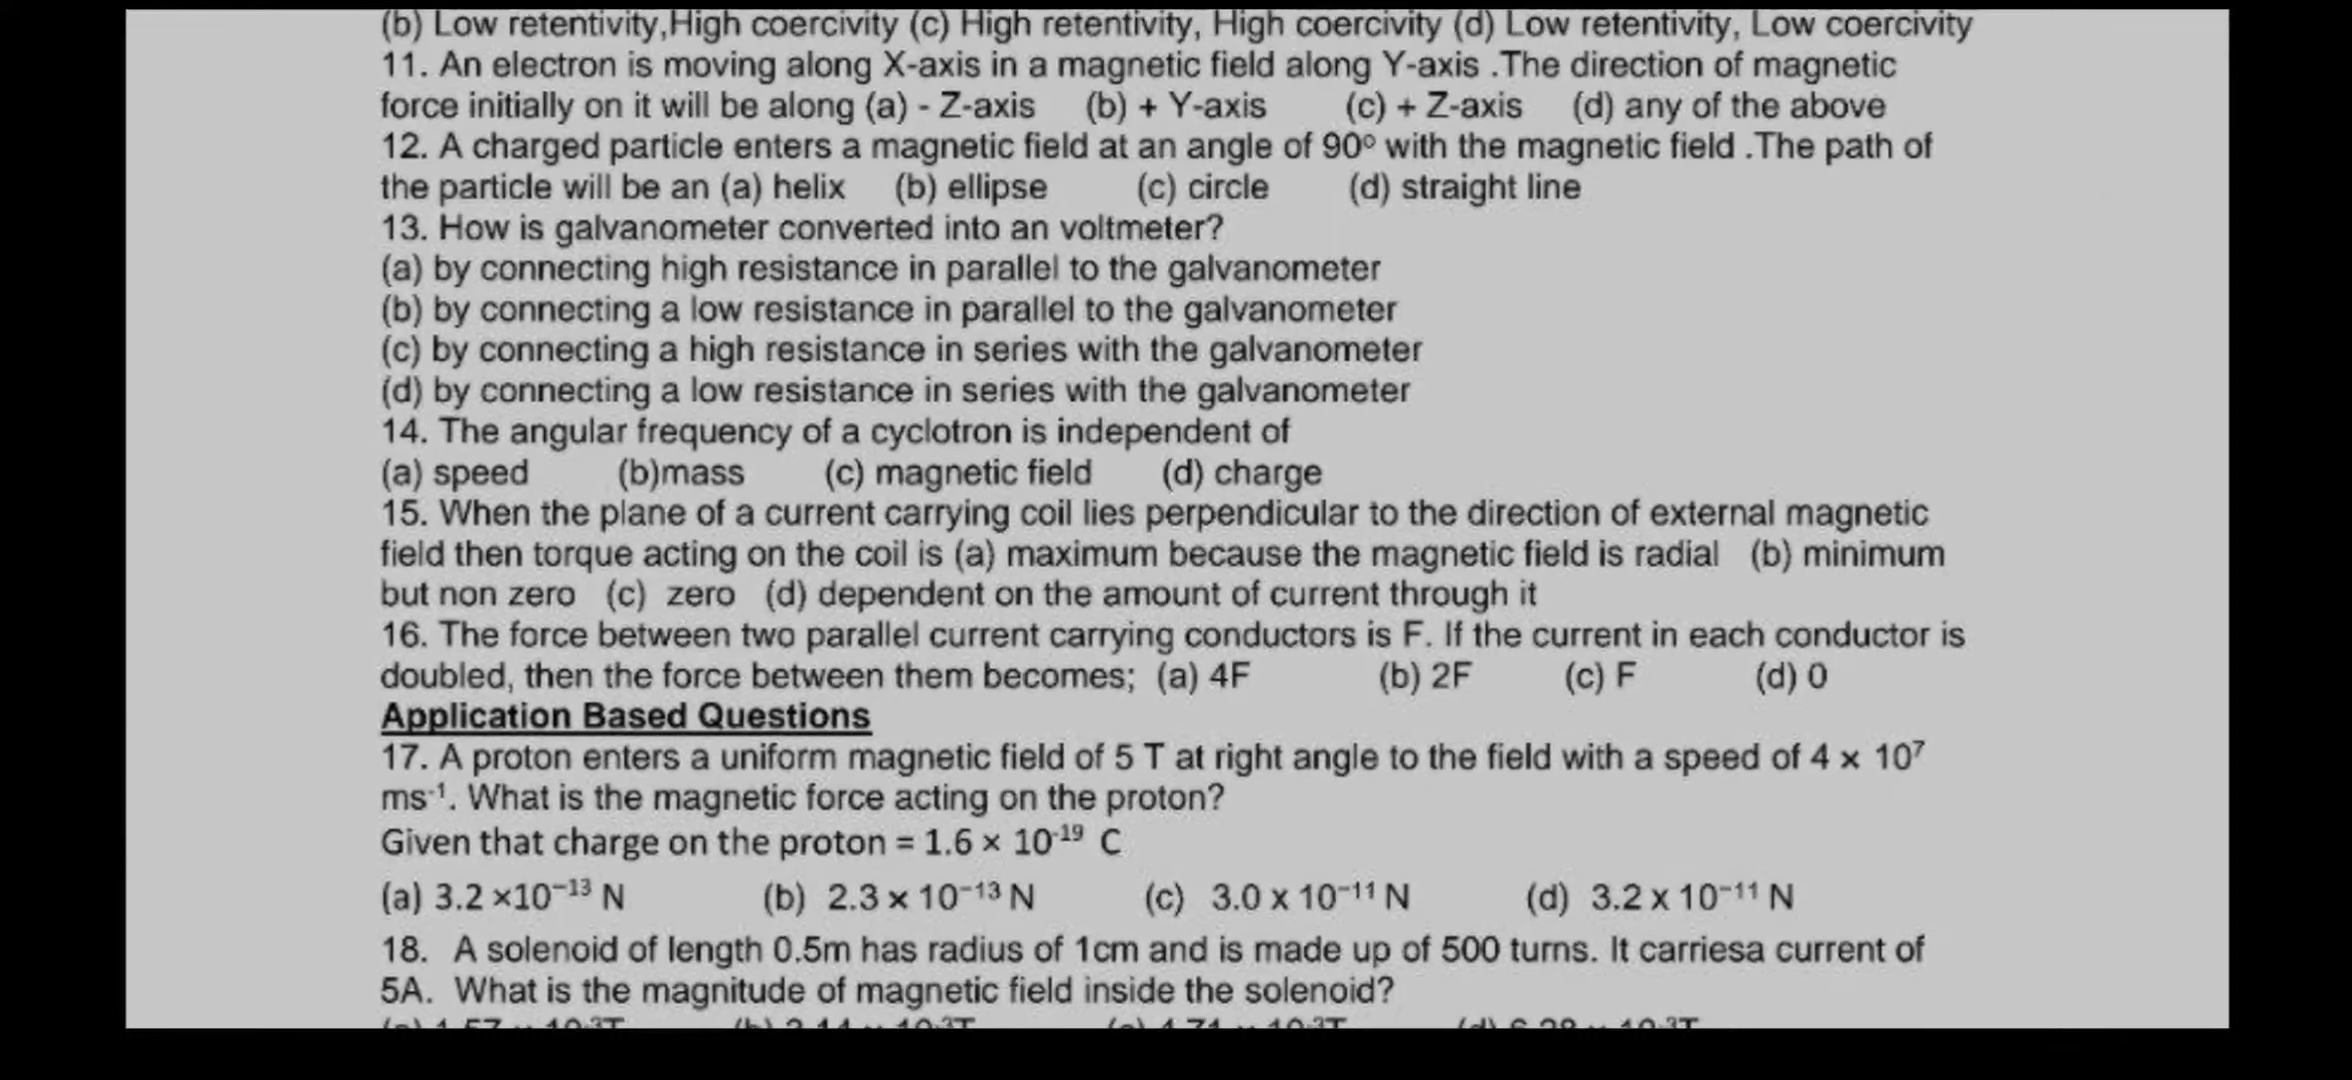 (b) Low retentivity,High coercivity (c) High retentivity, High coercivity (d) Low retentivity, Low coercivity
11. An electron is moving along X-axis in a magnetic field along Y-axis .The direction of magnetic
force initially on it will be along (a) - Z-axis (b) + Y-axis (c) + Z-axis (d) any of the above
12. A charged particle enters a magnetic field at an angle of 90⁰ with the magnetic field .The path of
the particle will be an (a) helix (b) ellipse (c) circle (d) straight line
13. How is galvanometer converted into an voltmeter?
(a) by connecting high resistance in parallel to the galvanometer
(b) by connecting a low resistance in parallel to the galvanometer
(c) by connecting a high resistance in series with the galvanometer
(d) by connecting a low resistance in series with the galvanometer
14. The angular frequency of a cyclotron is independent of
(a) speed (b)mass (c) magnetic field (d) charge
15. When the plane of a current carrying coil lies perpendicular to the direction of external magnetic
field then torque acting on the coil is (a) maximum because the magnetic field is radial (b) minimum
but non zero (c) zero (d) dependent on the amount of current through it
16. The force between two parallel current carrying conductors is F. If the current in each conductor is
doubled, then the force between them becomes; (a) 4F (b) 2F (c) F (d) 0
Application Based Questions
17. A proton enters a uniform magnetic field of 5 T at right angle to the field with a speed of 4 × 10⁷
ms⁻¹. What is the magnetic force acting on the proton?
Given that charge on the proton = 1.6 × 10⁻¹⁹ C
(a) 3.2 ×10⁻¹³ N (b) 2.3 x 10⁻¹³ N (c) 3.0 x 10⁻¹¹ N (d) 3.2 x 10⁻¹¹ N
18. A solenoid of length 0.5m has radius of 1cm and is made up of 500 turns. It carriesa current of
5A. What is the magnitude of magnetic field inside the solenoid?